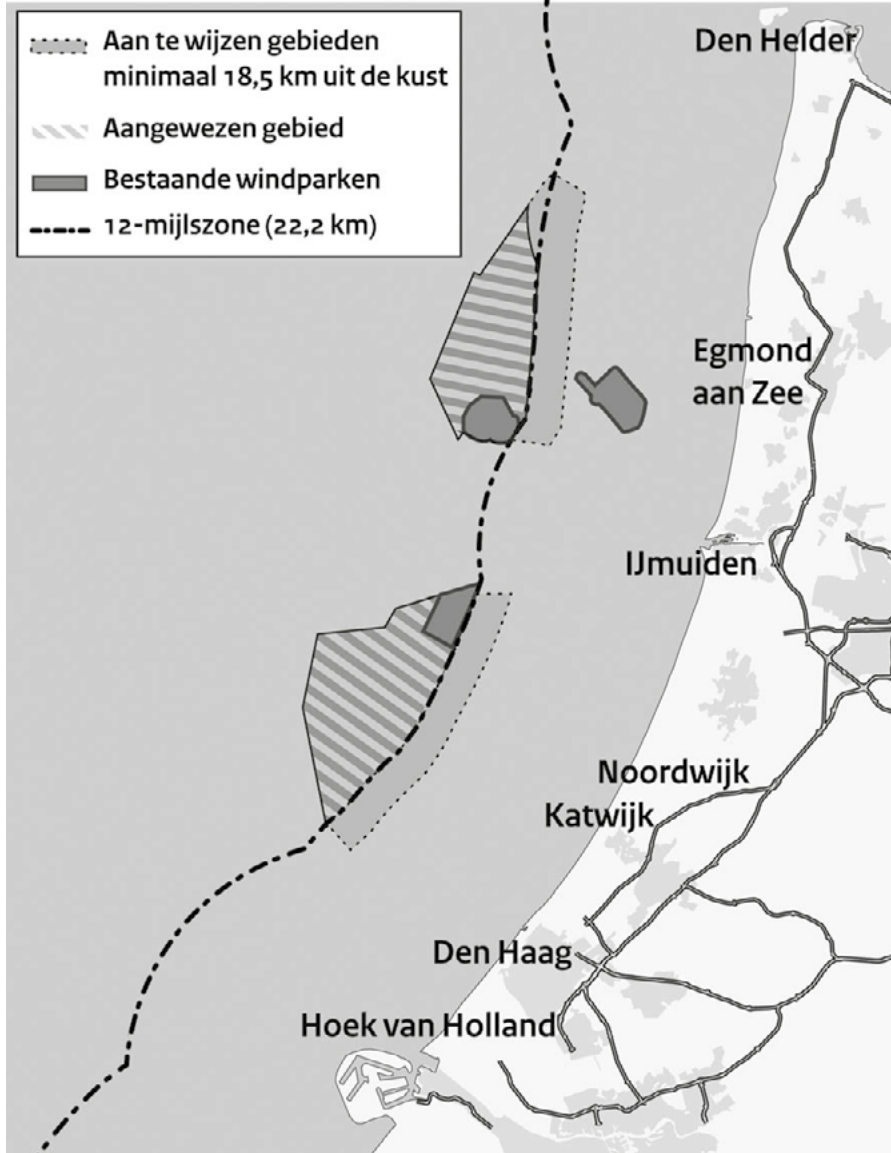 Aan te wijzen gebieden
minimaal 18,5 km uit de kust
Aangewezen gebied
Bestaande windparken
12-mijlszone (22,2 km)
Den Helder
Egmond
aan Zee
IJmuiden
Noordwijk
Katwijk
Den Haag
Hoek van Holland